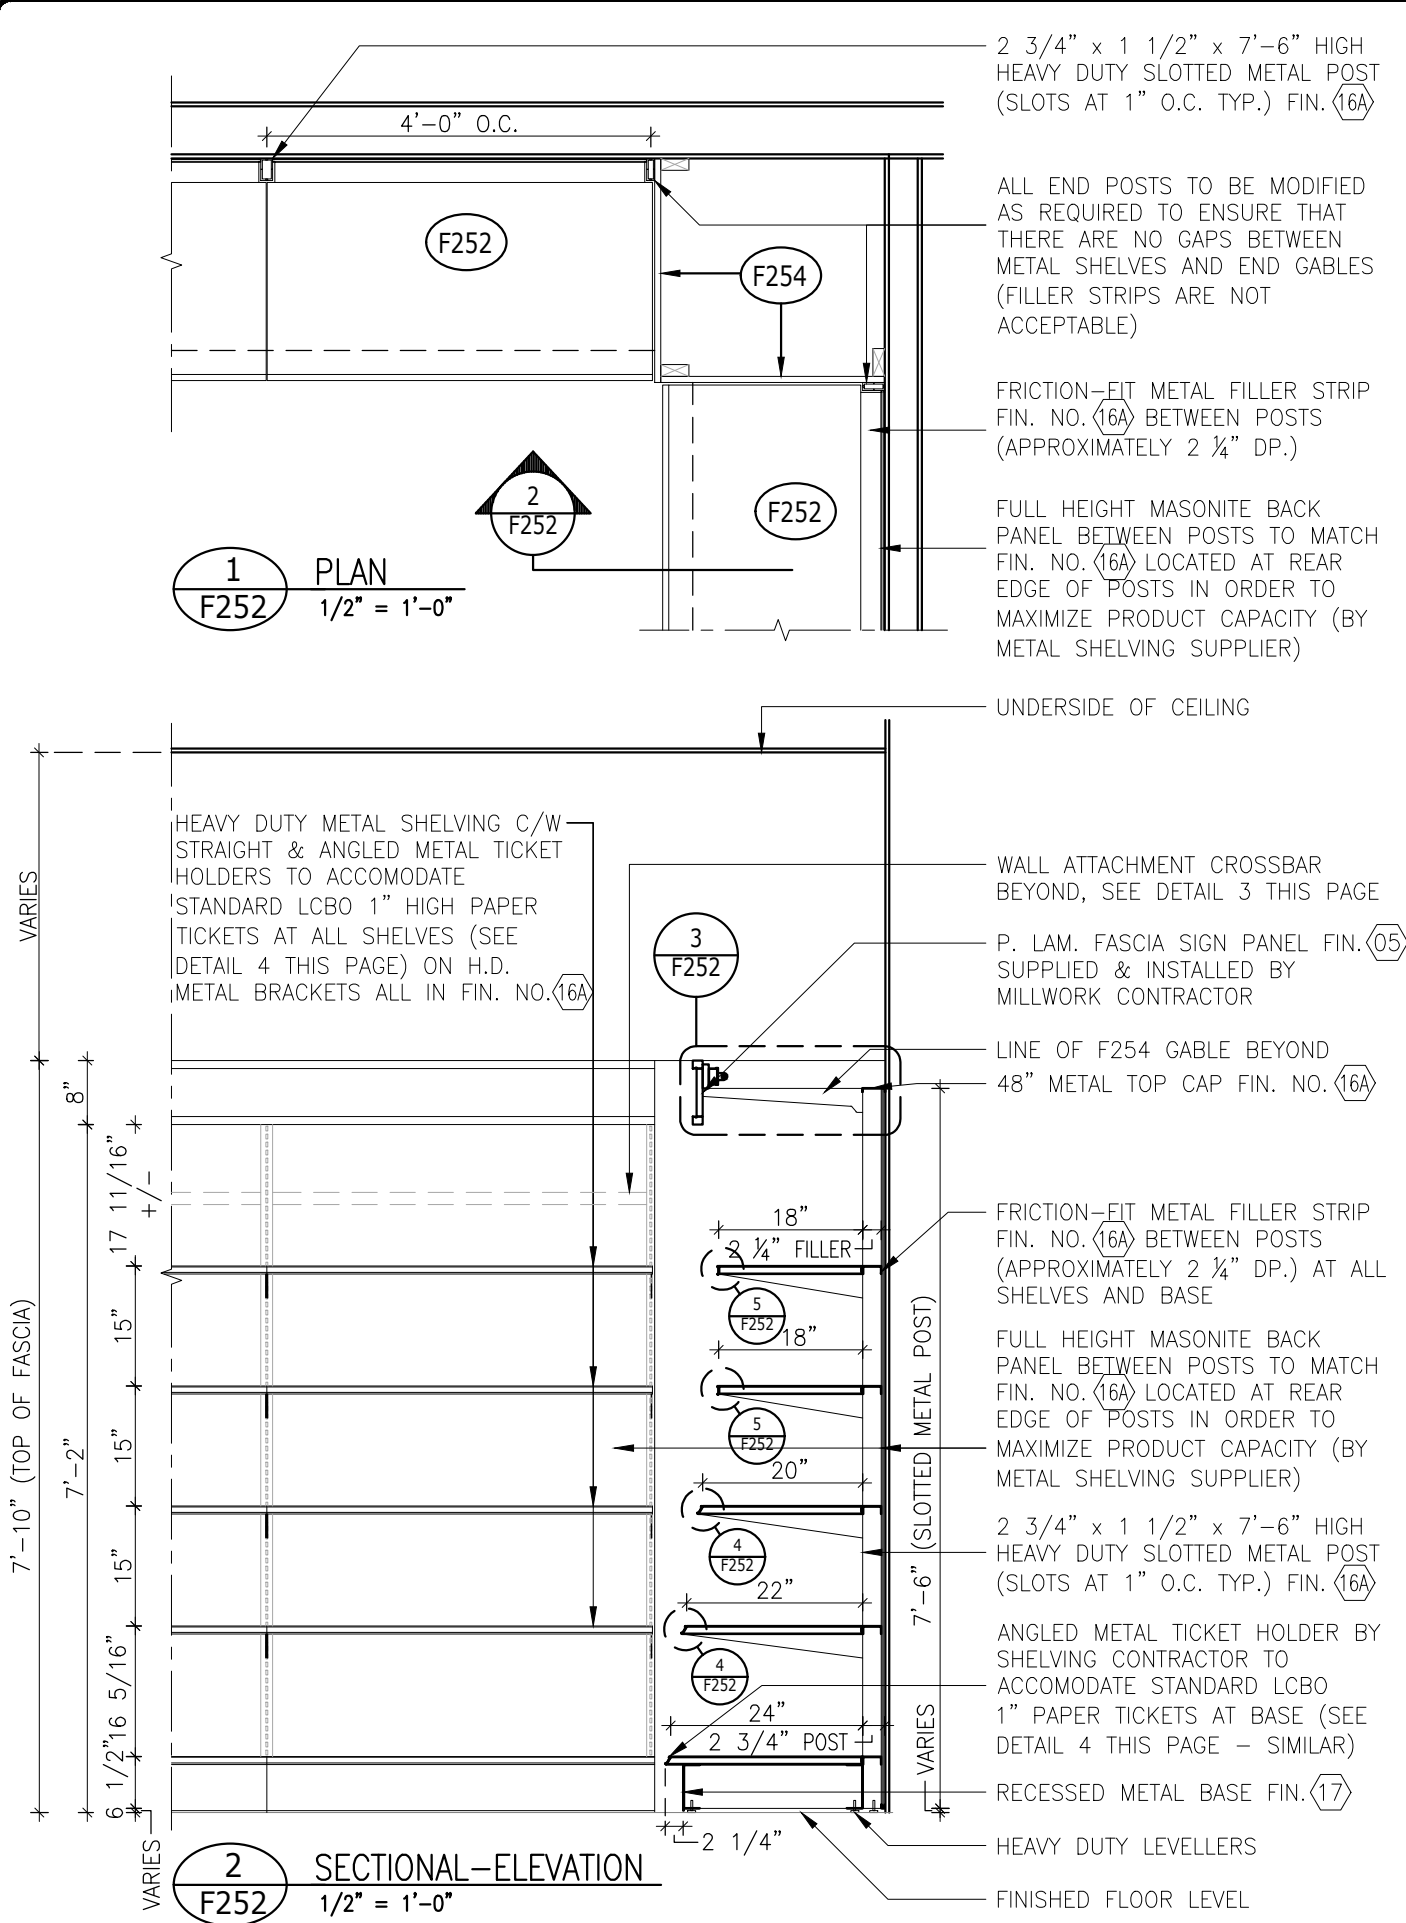 2 3/4" x 1 1/2" x 7'-6" HIGH
HEAVY DUTY SLOTTED METAL POST
(SLOTS AT 1" O.C. TYP.) FIN. 16A
4'-0" O.C.
ALL END POSTS TO BE MODIFIED
AS REQUIRED TO ENSURE THAT
THERE ARE NO GAPS BETWEEN
METAL SHELVES AND END GABLES
(FILLER STRIPS ARE NOT
ACCEPTABLE)
F252
F254
FRICTION-FIT METAL FILLER STRIP
FIN. NO. 16A BETWEEN POSTS
(APPROXIMATELY 2 ¼" DP.)
2
F252
F252
FULL HEIGHT MASONITE BACK
PANEL BETWEEN POSTS TO MATCH
FIN. NO. 16A LOCATED AT REAR
EDGE OF POSTS IN ORDER TO
MAXIMIZE PRODUCT CAPACITY (BY
METAL SHELVING SUPPLIER)
1
F252
PLAN
1/2" = 1'-0"
UNDERSIDE OF CEILING
HEAVY DUTY METAL SHELVING C/W
STRAIGHT & ANGLED METAL TICKET
HOLDERS TO ACCOMODATE
STANDARD LCBO 1" HIGH PAPER
TICKETS AT ALL SHELVES (SEE
DETAIL 4 THIS PAGE) ON H.D.
METAL BRACKETS ALL IN FIN. NO. 16A
VARIES
WALL ATTACHMENT CROSSBAR
BEYOND, SEE DETAIL 3 THIS PAGE
3
F252
P. LAM. FASCIA SIGN PANEL FIN. 05
SUPPLIED & INSTALLED BY
MILLWORK CONTRACTOR
LINE OF F254 GABLE BEYOND
48" METAL TOP CAP FIN. NO. 16A
8"
17 11/16"
+/-
18"
2 ¼" FILLER
5
F252
FRICTION-FIT METAL FILLER STRIP
FIN. NO. 16A BETWEEN POSTS
(APPROXIMATELY 2 ¼" DP.) AT ALL
SHELVES AND BASE
15"
18"
5
F252
FULL HEIGHT MASONITE BACK
PANEL BETWEEN POSTS TO MATCH
FIN. NO. 16A LOCATED AT REAR
EDGE OF POSTS IN ORDER TO
MAXIMIZE PRODUCT CAPACITY (BY
METAL SHELVING SUPPLIER)
7'-10" (TOP OF FASCIA)
7'-2"
15"
20"
4
F252
7'-6" (SLOTTED METAL POST)
2 3/4" x 1 1/2" x 7'-6" HIGH
HEAVY DUTY SLOTTED METAL POST
(SLOTS AT 1" O.C. TYP.) FIN. 16A
15"
22"
4
F252
ANGLED METAL TICKET HOLDER BY
SHELVING CONTRACTOR TO
ACCOMODATE STANDARD LCBO
1" PAPER TICKETS AT BASE (SEE
DETAIL 4 THIS PAGE - SIMILAR)
16 5/16"
24"
2 3/4" POST
VARIES
6 1/2"
RECESSED METAL BASE FIN. 17
2 1/4"
HEAVY DUTY LEVELLERS
VARIES
FINISHED FLOOR LEVEL
2
F252
SECTIONAL-ELEVATION
1/2" = 1'-0"